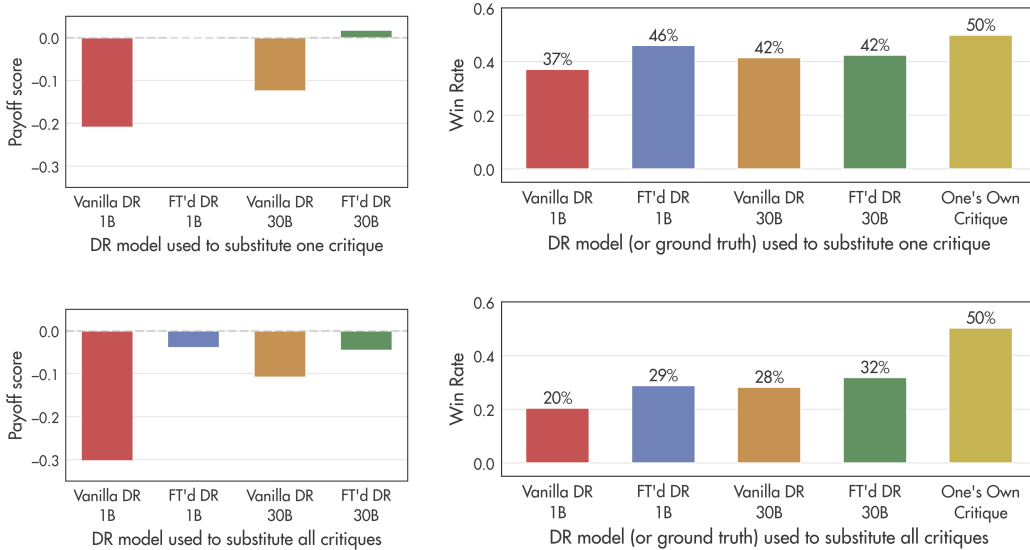 0.0
−0.1
−0.2
−0.3
Payoff score
Vanilla DR
1B
FT'd DR
1B
Vanilla DR
30B
FT'd DR
30B
DR model used to substitute one critique
0.6
0.4
0.2
0.0
Win Rate
37%
46%
42%
42%
50%
Vanilla DR
1B
FT'd DR
1B
Vanilla DR
30B
FT'd DR
30B
One's Own
Critique
DR model (or ground truth) used to substitute one critique
0.0
−0.1
−0.2
−0.3
Payoff score
Vanilla DR
1B
FT'd DR
1B
Vanilla DR
30B
FT'd DR
30B
DR model used to substitute all critiques
0.6
0.4
0.2
0.0
Win Rate
20%
29%
28%
32%
50%
Vanilla DR
1B
FT'd DR
1B
Vanilla DR
30B
FT'd DR
30B
One's Own
Critique
DR model (or ground truth) used to substitute all critiques